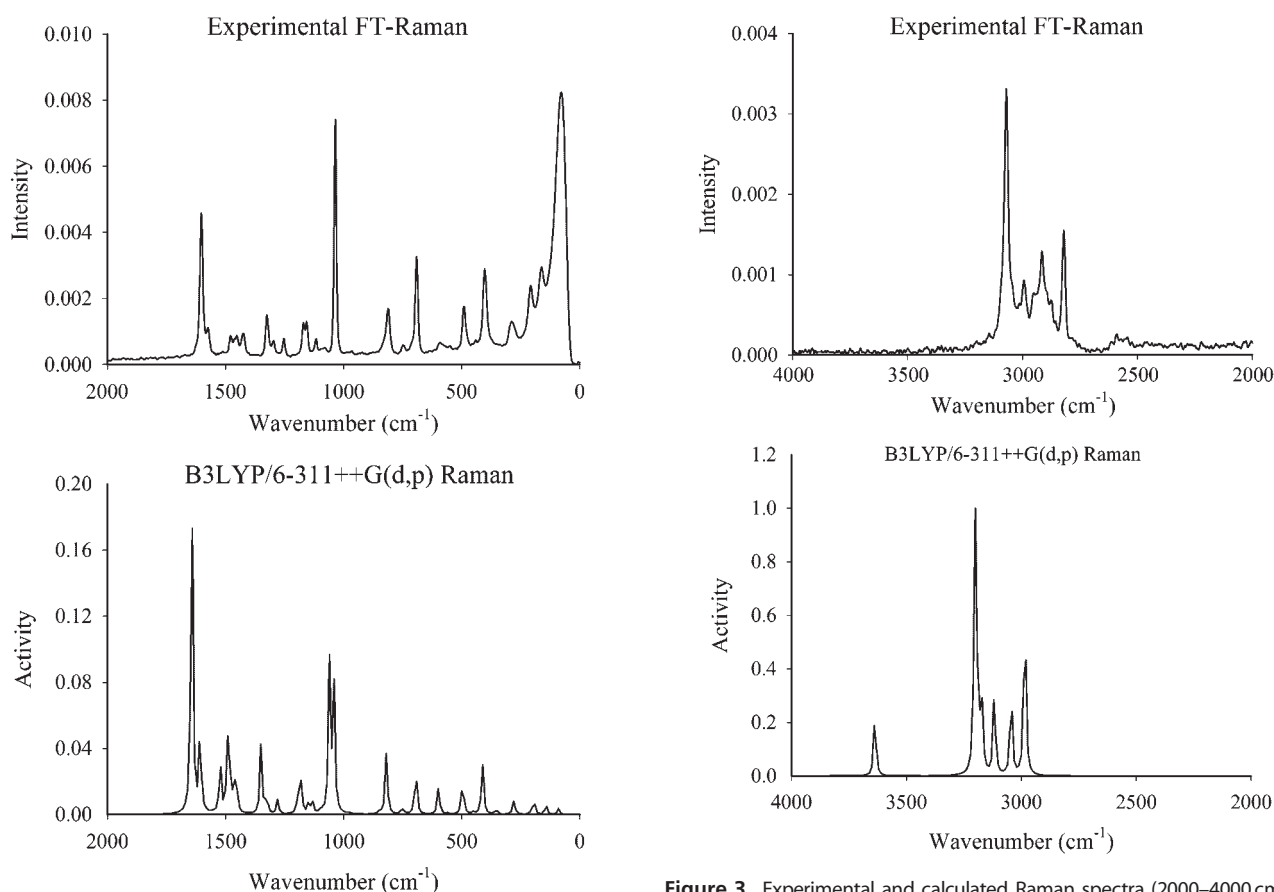 Experimental FT-Raman
0.010
0.008
0.006
0.004
0.002
0.000
Intensity
2000 1500 1000 500 0
Wavenumber (cm-1)
B3LYP/6-311++G(d,p) Raman
0.20
0.16
0.12
0.08
0.04
0.00
Activity
2000 1500 1000 500 0
Wavenumber (cm-1)
Experimental FT-Raman
0.004
0.003
0.002
0.001
0.000
Intensity
4000 3500 3000 2500 2000
Wavenumber (cm-1)
B3LYP/6-311++G(d,p) Raman
1.2
1.0
0.8
0.6
0.4
0.2
0.0
Activity
4000 3500 3000 2500 2000
Wavenumber (cm-1)
Figure 3. Experimental and calculated Raman spectra (2000–4000 cm